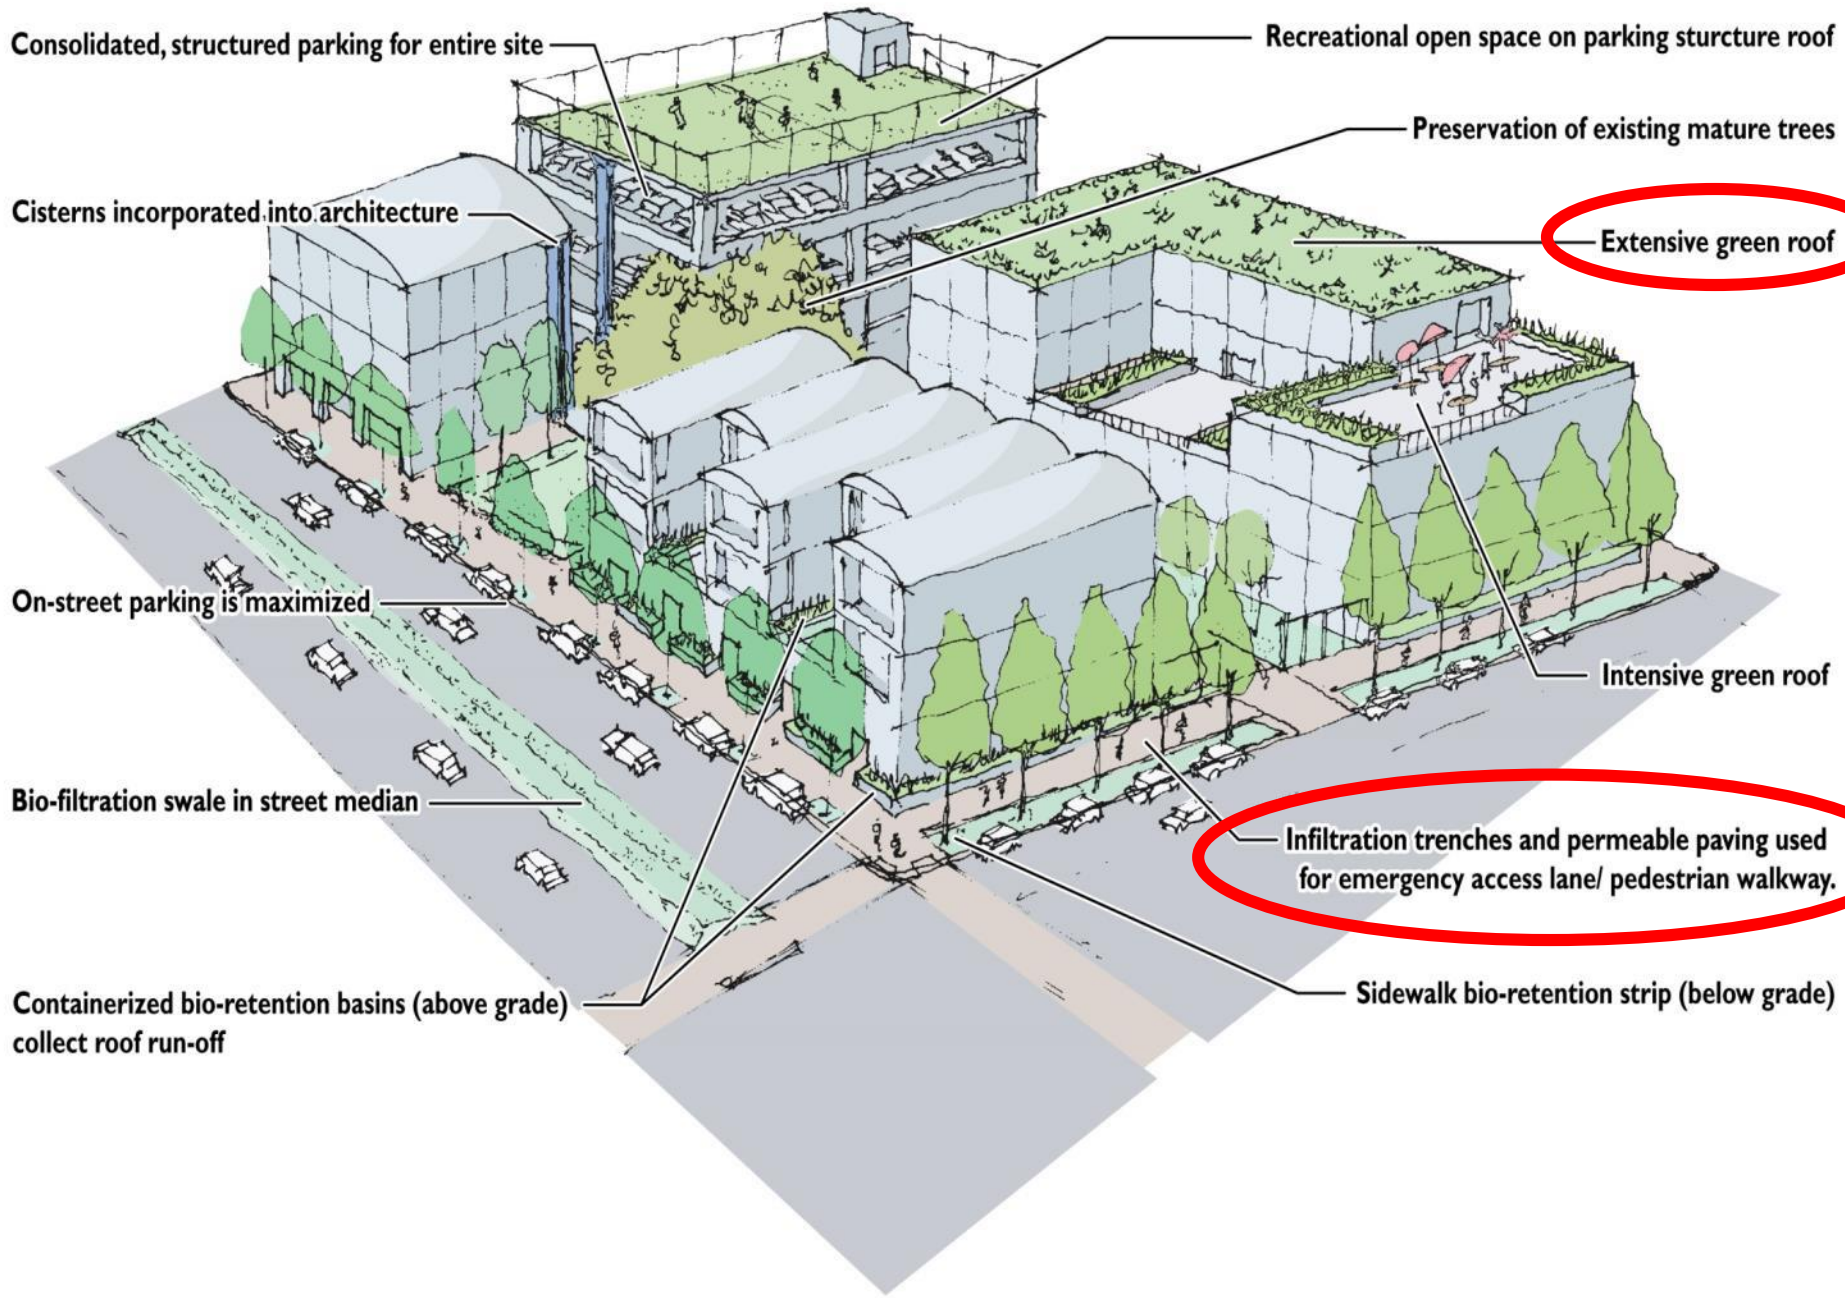 Consolidated, structured parking for entire site
Recreational open space on parking sturcture roof
Preservation of existing mature trees
Cisterns incorporated into architecture
Extensive green roof
On-street parking is maximized
Intensive green roof
Bio-filtration swale in street median
Infiltration trenches and permeable paving used
for emergency access lane/ pedestrian walkway.
Containerized bio-retention basins (above grade)
collect roof run-off
Sidewalk bio-retention strip (below grade)